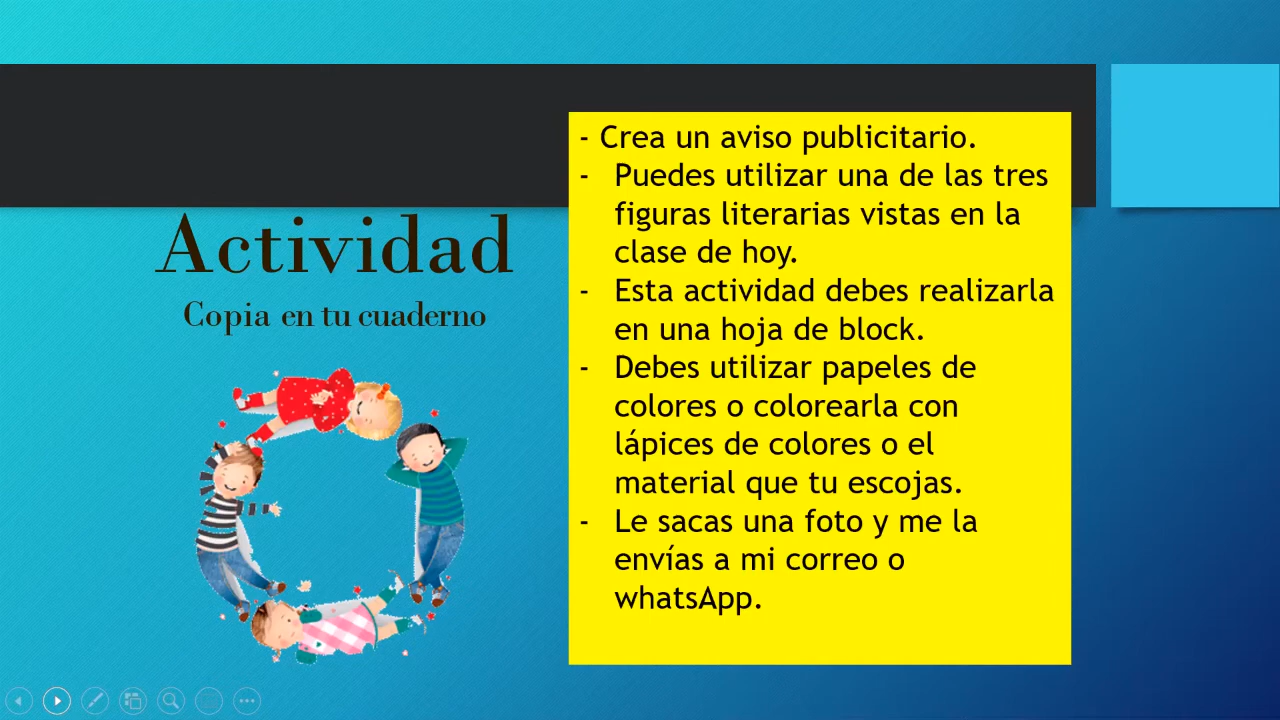 Actividad
Copia en tu cuaderno
- Crea un aviso publicitario.
- Puedes utilizar una de las tres
figuras literarias vistas en la
clase de hoy.
- Esta actividad debes realizarla
en una hoja de block.
- Debes utilizar papeles de
colores o colorearla con
lápices de colores o el
material que tu escojas.
- Le sacas una foto y me la
envías a mi correo o
whatsApp.